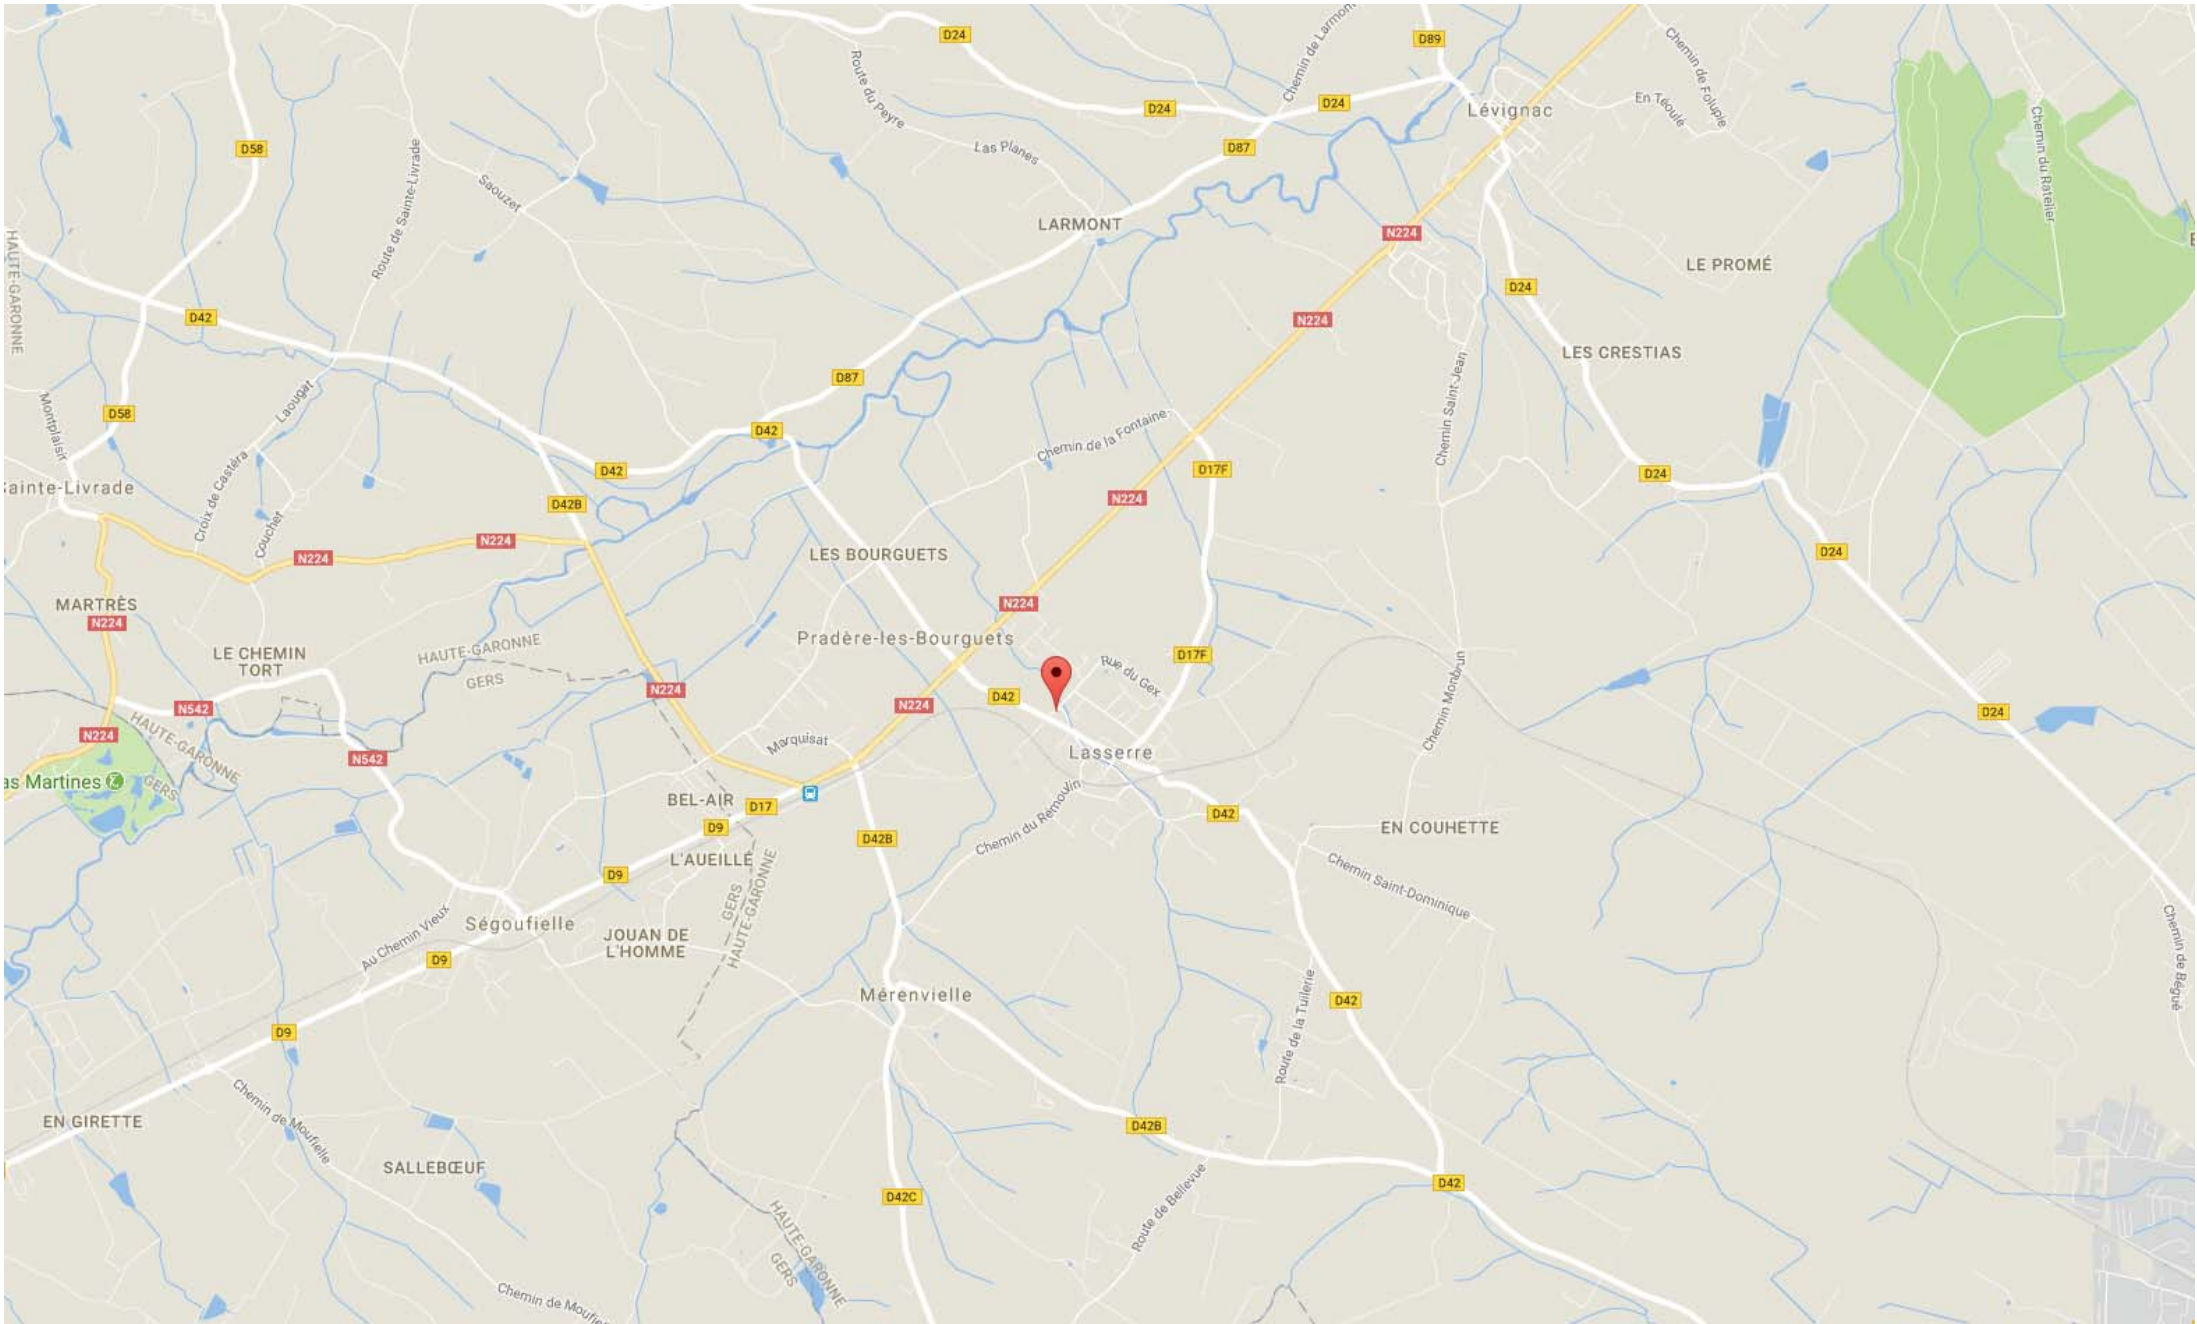 D24
D89
Chemin de Larmont
Chemin de Folupie
Route du Peyre
D24
D24
Lévignac
En Téoulé
Chemin du Ratelier
D58
D87
Las Planes
Route de Sainte-Livrade
Saouzet
LARMONT
N224
HAUTE-GARONNE
LE PROMÉ
D24
D42
N224
LES CRESTIAS
D87
Laougat
Montplaisir
D58
Chemin Saint-Jean
D42
Chemin de la Fontaine
D42
D17F
D24
Croix de Castéra
Sainte-Livrade
D42B
N224
Couchet
N224
N224
LES BOURGUETS
D24
MARTRÈS
N224
N224
Pradère-les-Bourguets
HAUTE-GARONNE
GERS
LE CHEMIN
TORT
D17F
Rue du Gex
N224
D42
Chemin Monbrun
N542
N224
D24
N224
HAUTE-GARONNE
GERS
Marquisat
Lasserre
N542
as Martines
BEL-AIR
D17
D9
D42
Chemin du Remoulin
EN COUHETTE
D42B
L'AUEILLÉ
GERS
HAUTE-GARONNE
D9
Chemin Saint-Dominique
Au Chemin Vieux
Ségoufielle
JOUAN DE
L'HOMME
D9
Chemin de Bégué
Mérenvielle
D42
Route de la Tuilerie
D9
Chemin de Moufielle
EN GIRETTE
D42B
SALLEBŒUF
D42C
D42
Route de Bellevue
HAUTE-GARONNE
GERS
Chemin de Moufie